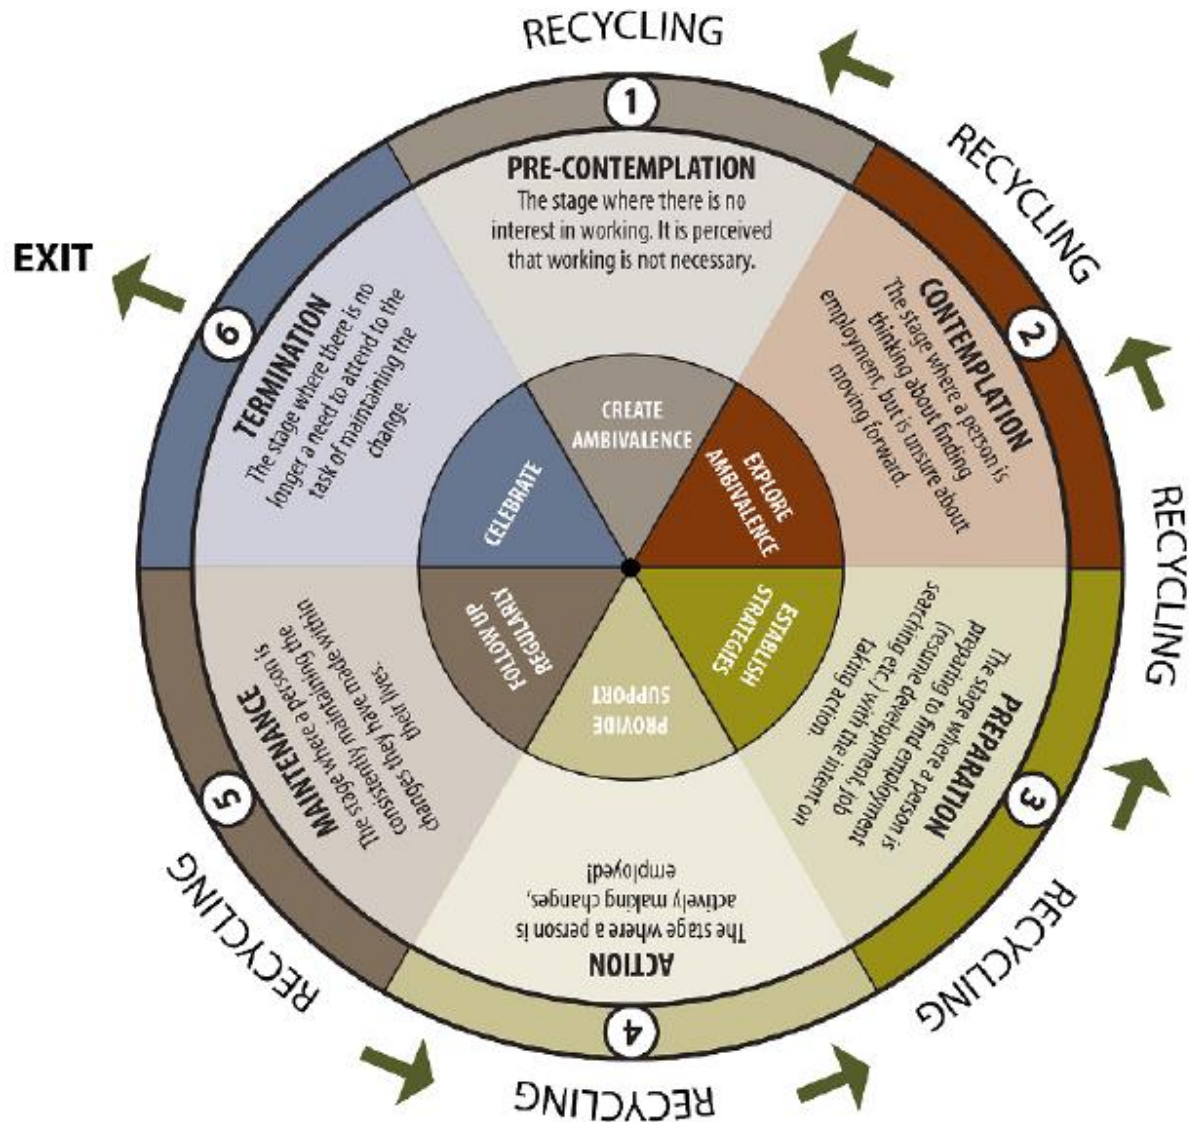 RECYCLING
1
PRE-CONTEMPLATION
The stage where there is no
interest in working. It is perceived
that working is not necessary.
CREATE
AMBIVALENCE
RECYCLING
2
CONTEMPLATION
The stage where a person is
thinking about finding
employment, but is unsure about
moving forward.
EXPLORE
AMBIVALENCE
RECYCLING
3
PREPARATION
The stage where a person is
preparing to find employment
(resume development, job
searching etc.) with the intent on
taking action.
ESTABLISH
STRATEGIES
RECYCLING
4
ACTION
The stage where a person is
actively making changes,
employed!
PROVIDE
SUPPORT
RECYCLING
5
MAINTENANCE
The stage where a person is
consistently maintaining the
changes they have made within
their lives.
FOLLOW UP
REGULARLY
RECYCLING
6
TERMINATION
The stage where there is no
longer a need to attend to the
task of maintaining the
change.
CELEBRATE
EXIT